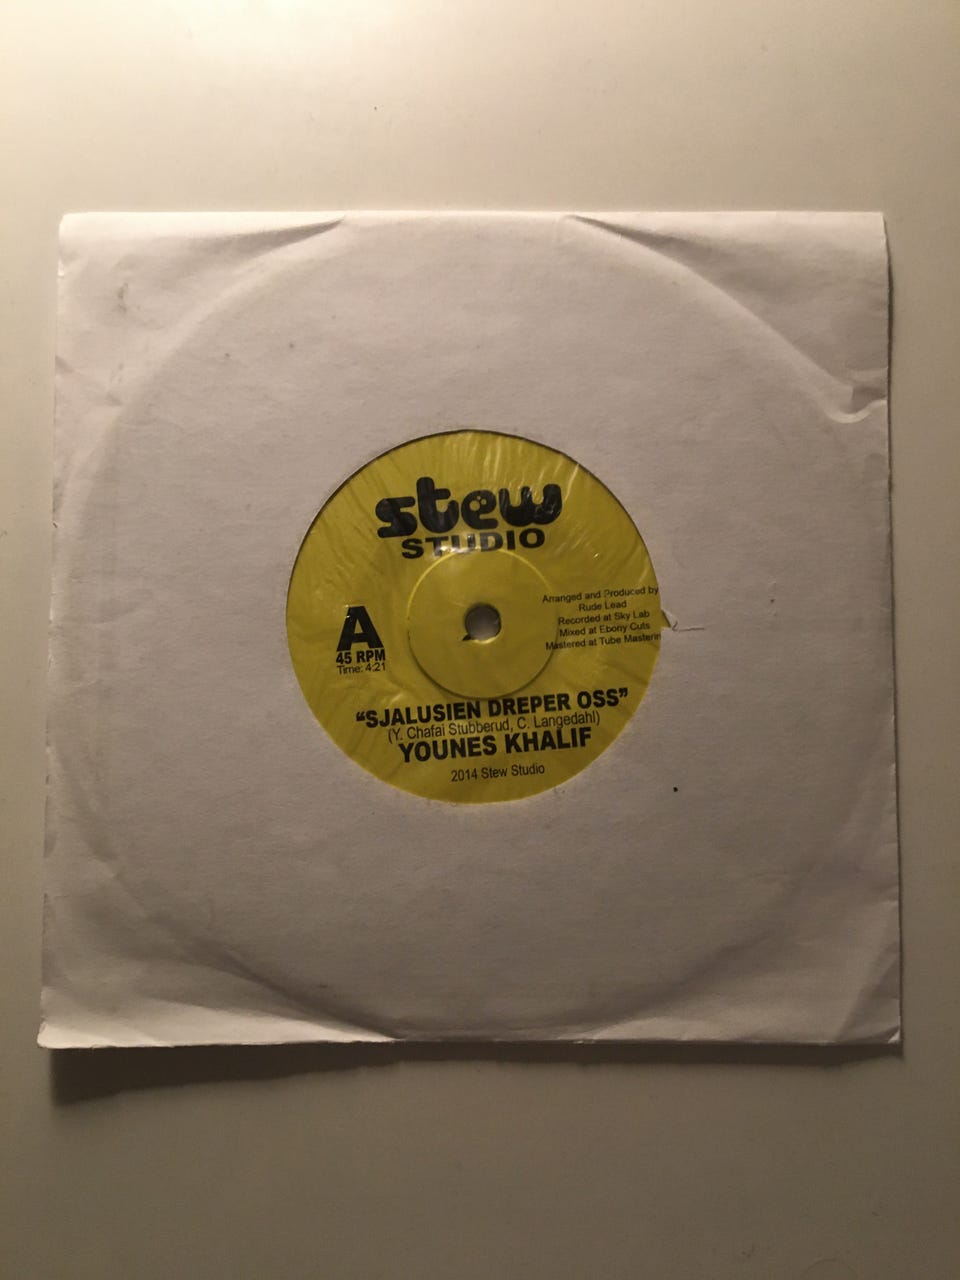 stew
STUDIO
A
45 RPM
Time: 4:21
Arranged and Produced by
Rude Lead
Recorded at Sky Lab
Mixed at Ebony Cuts
Mastered at Tube Masterin
"SJALUSIEN DREPER OSS"
(Y. Chafai Stubberud, C. Langedahl)
YOUNES KHALIF
2014 Stew Studio